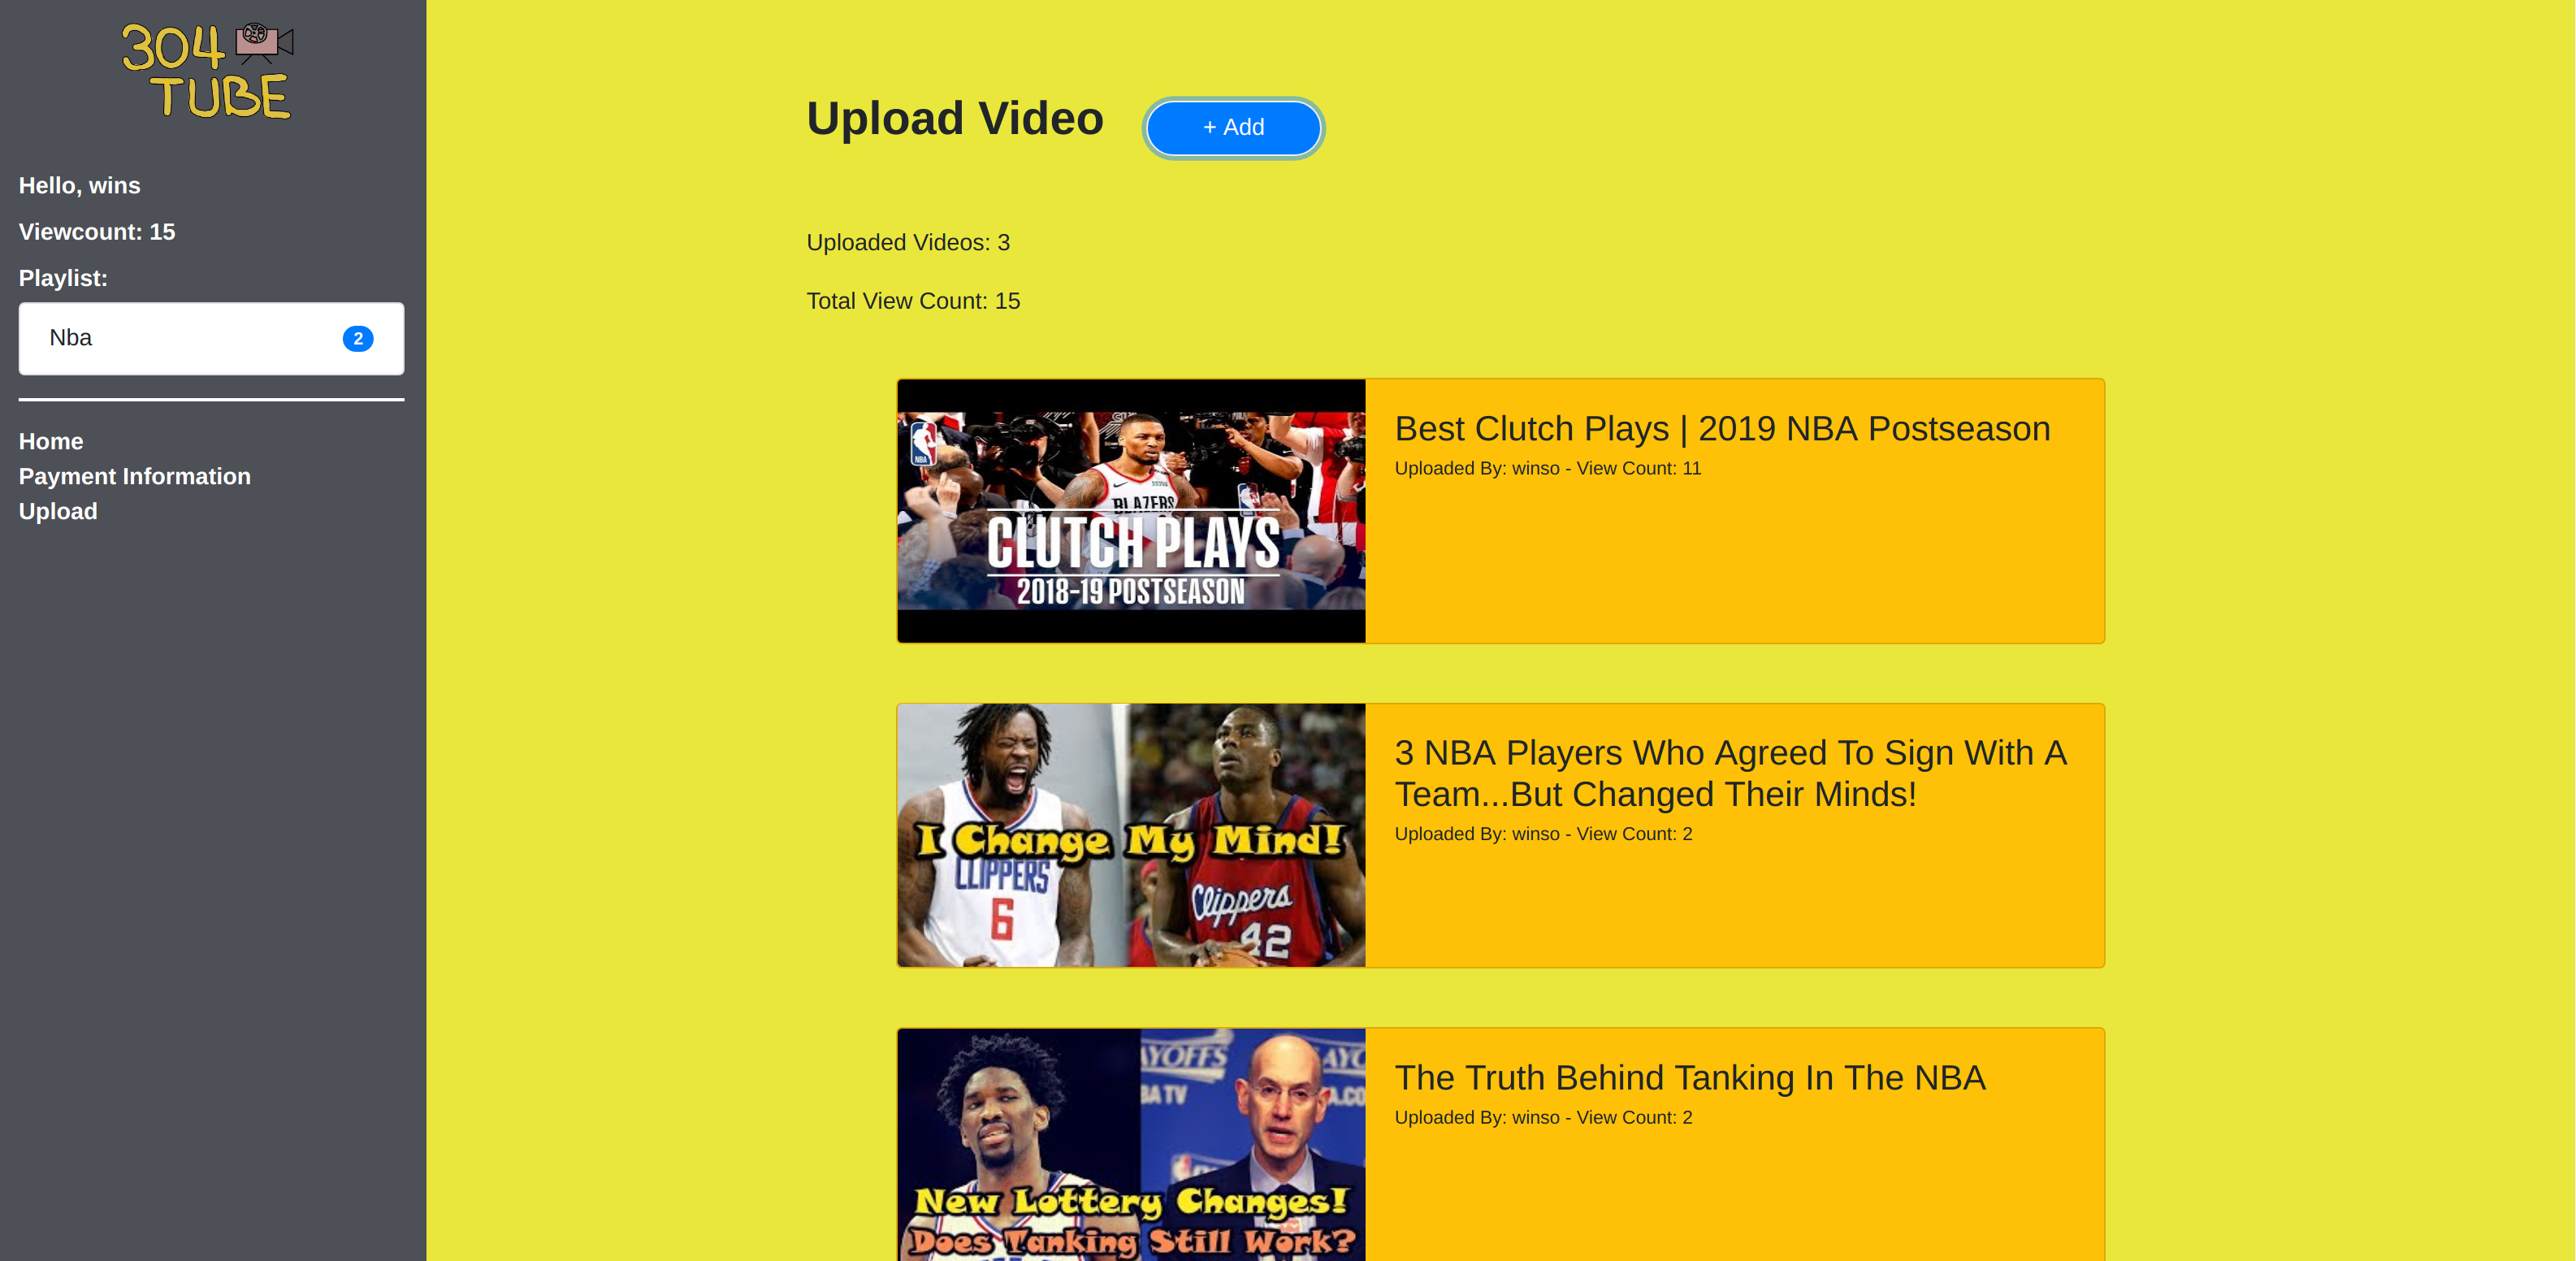 304
TUBE
Hello, wins
Viewcount: 15
Playlist:
Nba 2
Home
Payment Information
Upload
Upload Video + Add
Uploaded Videos: 3
Total View Count: 15
NBA
BLAZERS
CLUTCH PLAYS
2018-19 POSTSEASON
Best Clutch Plays | 2019 NBA Postseason
Uploaded By: winso - View Count: 11
I Change My Mind!
CLIPPERS
6
Clippers
42
3 NBA Players Who Agreed To Sign With A
Team...But Changed Their Minds!
Uploaded By: winso - View Count: 2
New Lottery Changes!
Does Tanking Still Work?
The Truth Behind Tanking In The NBA
Uploaded By: winso - View Count: 2